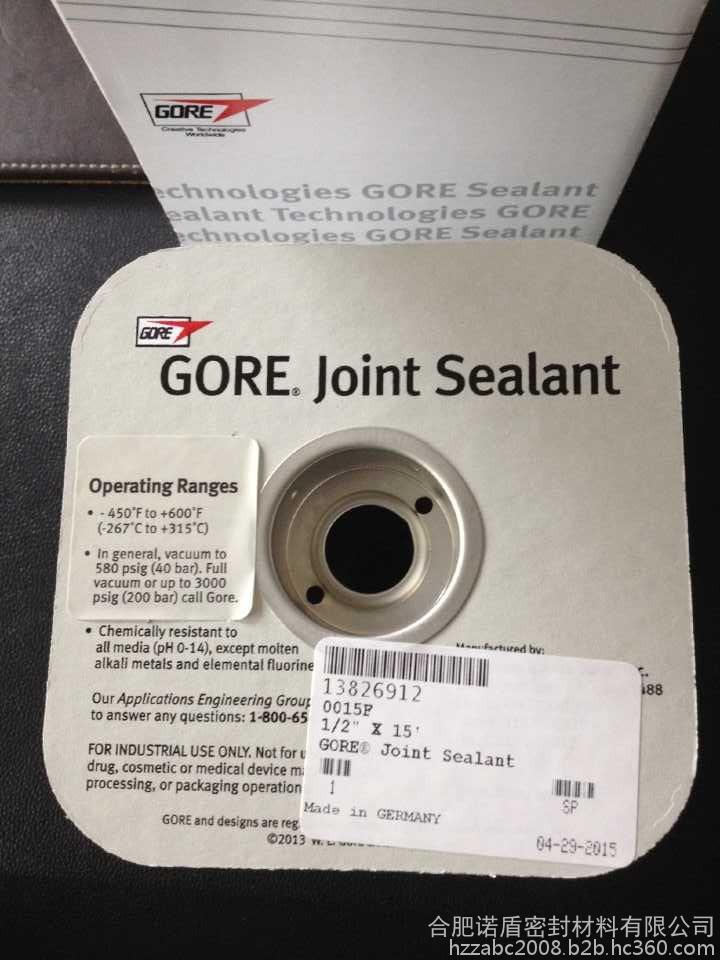 GORE
Creative Technologies
Worldwide
echnologies GORE Sealant
ealant Technologies GORE
echnologies GORE Sealant
GORE
GORE® Joint Sealant
Operating Ranges
• - 450°F to +600°F
(-267°C to +315°C)
• In general, vacuum to
580 psig (40 bar). Full
vacuum or up to 3000
psig (200 bar) call Gore.
• Chemically resistant to
all media (pH 0-14), except molten
alkali metals and elemental fluorine
Manufactured by:
488
Our Applications Engineering Group
to answer any questions: 1-800-65
FOR INDUSTRIAL USE ONLY. Not for u
drug, cosmetic or medical device m
processing, or packaging operation
GORE and designs are reg
©2013 W. L. Gore
13826912
0015F
1/2" X 15'
GORE® Joint Sealant
1
SP
Made in GERMANY
04-29-2015
合肥诺盾密封材料有限公司
hzzabc2008.b2b.hc360.com